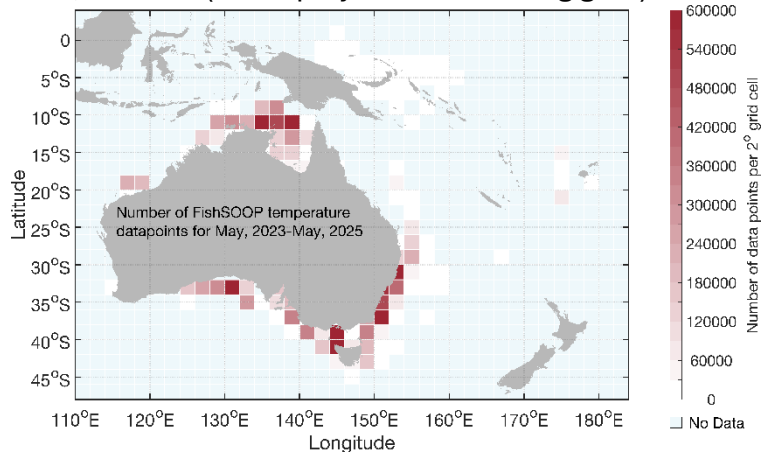 0
5°S
10°S
15°S
20°S
25°S
30°S
35°S
40°S
45°S
Latitude
Number of FishSOOP temperature
datapoints for May, 2023-May, 2025
110°E
120°E
130°E
140°E
150°E
160°E
170°E
180°E
Longitude
600000
540000
480000
420000
360000
300000
240000
180000
120000
60000
0
No Data
Number of data points per 2° grid cell